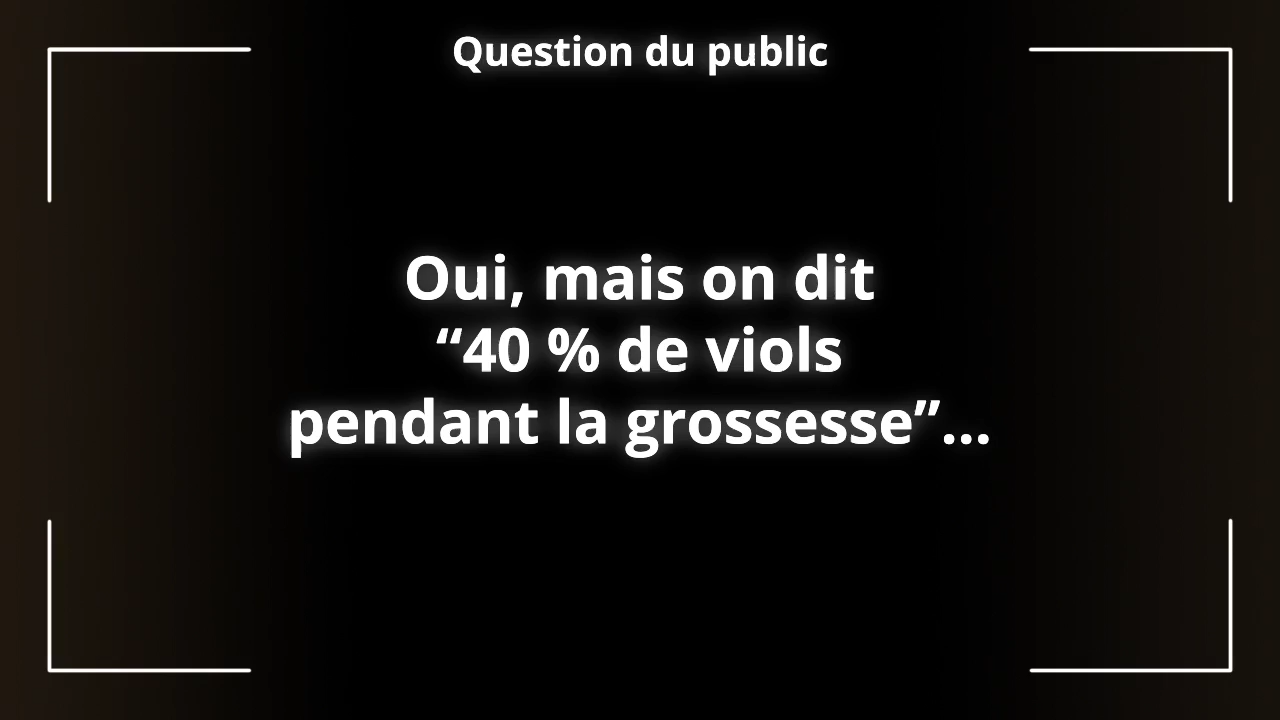 Question du public
Oui, mais on dit
“40 % de viols
pendant la grossesse”...